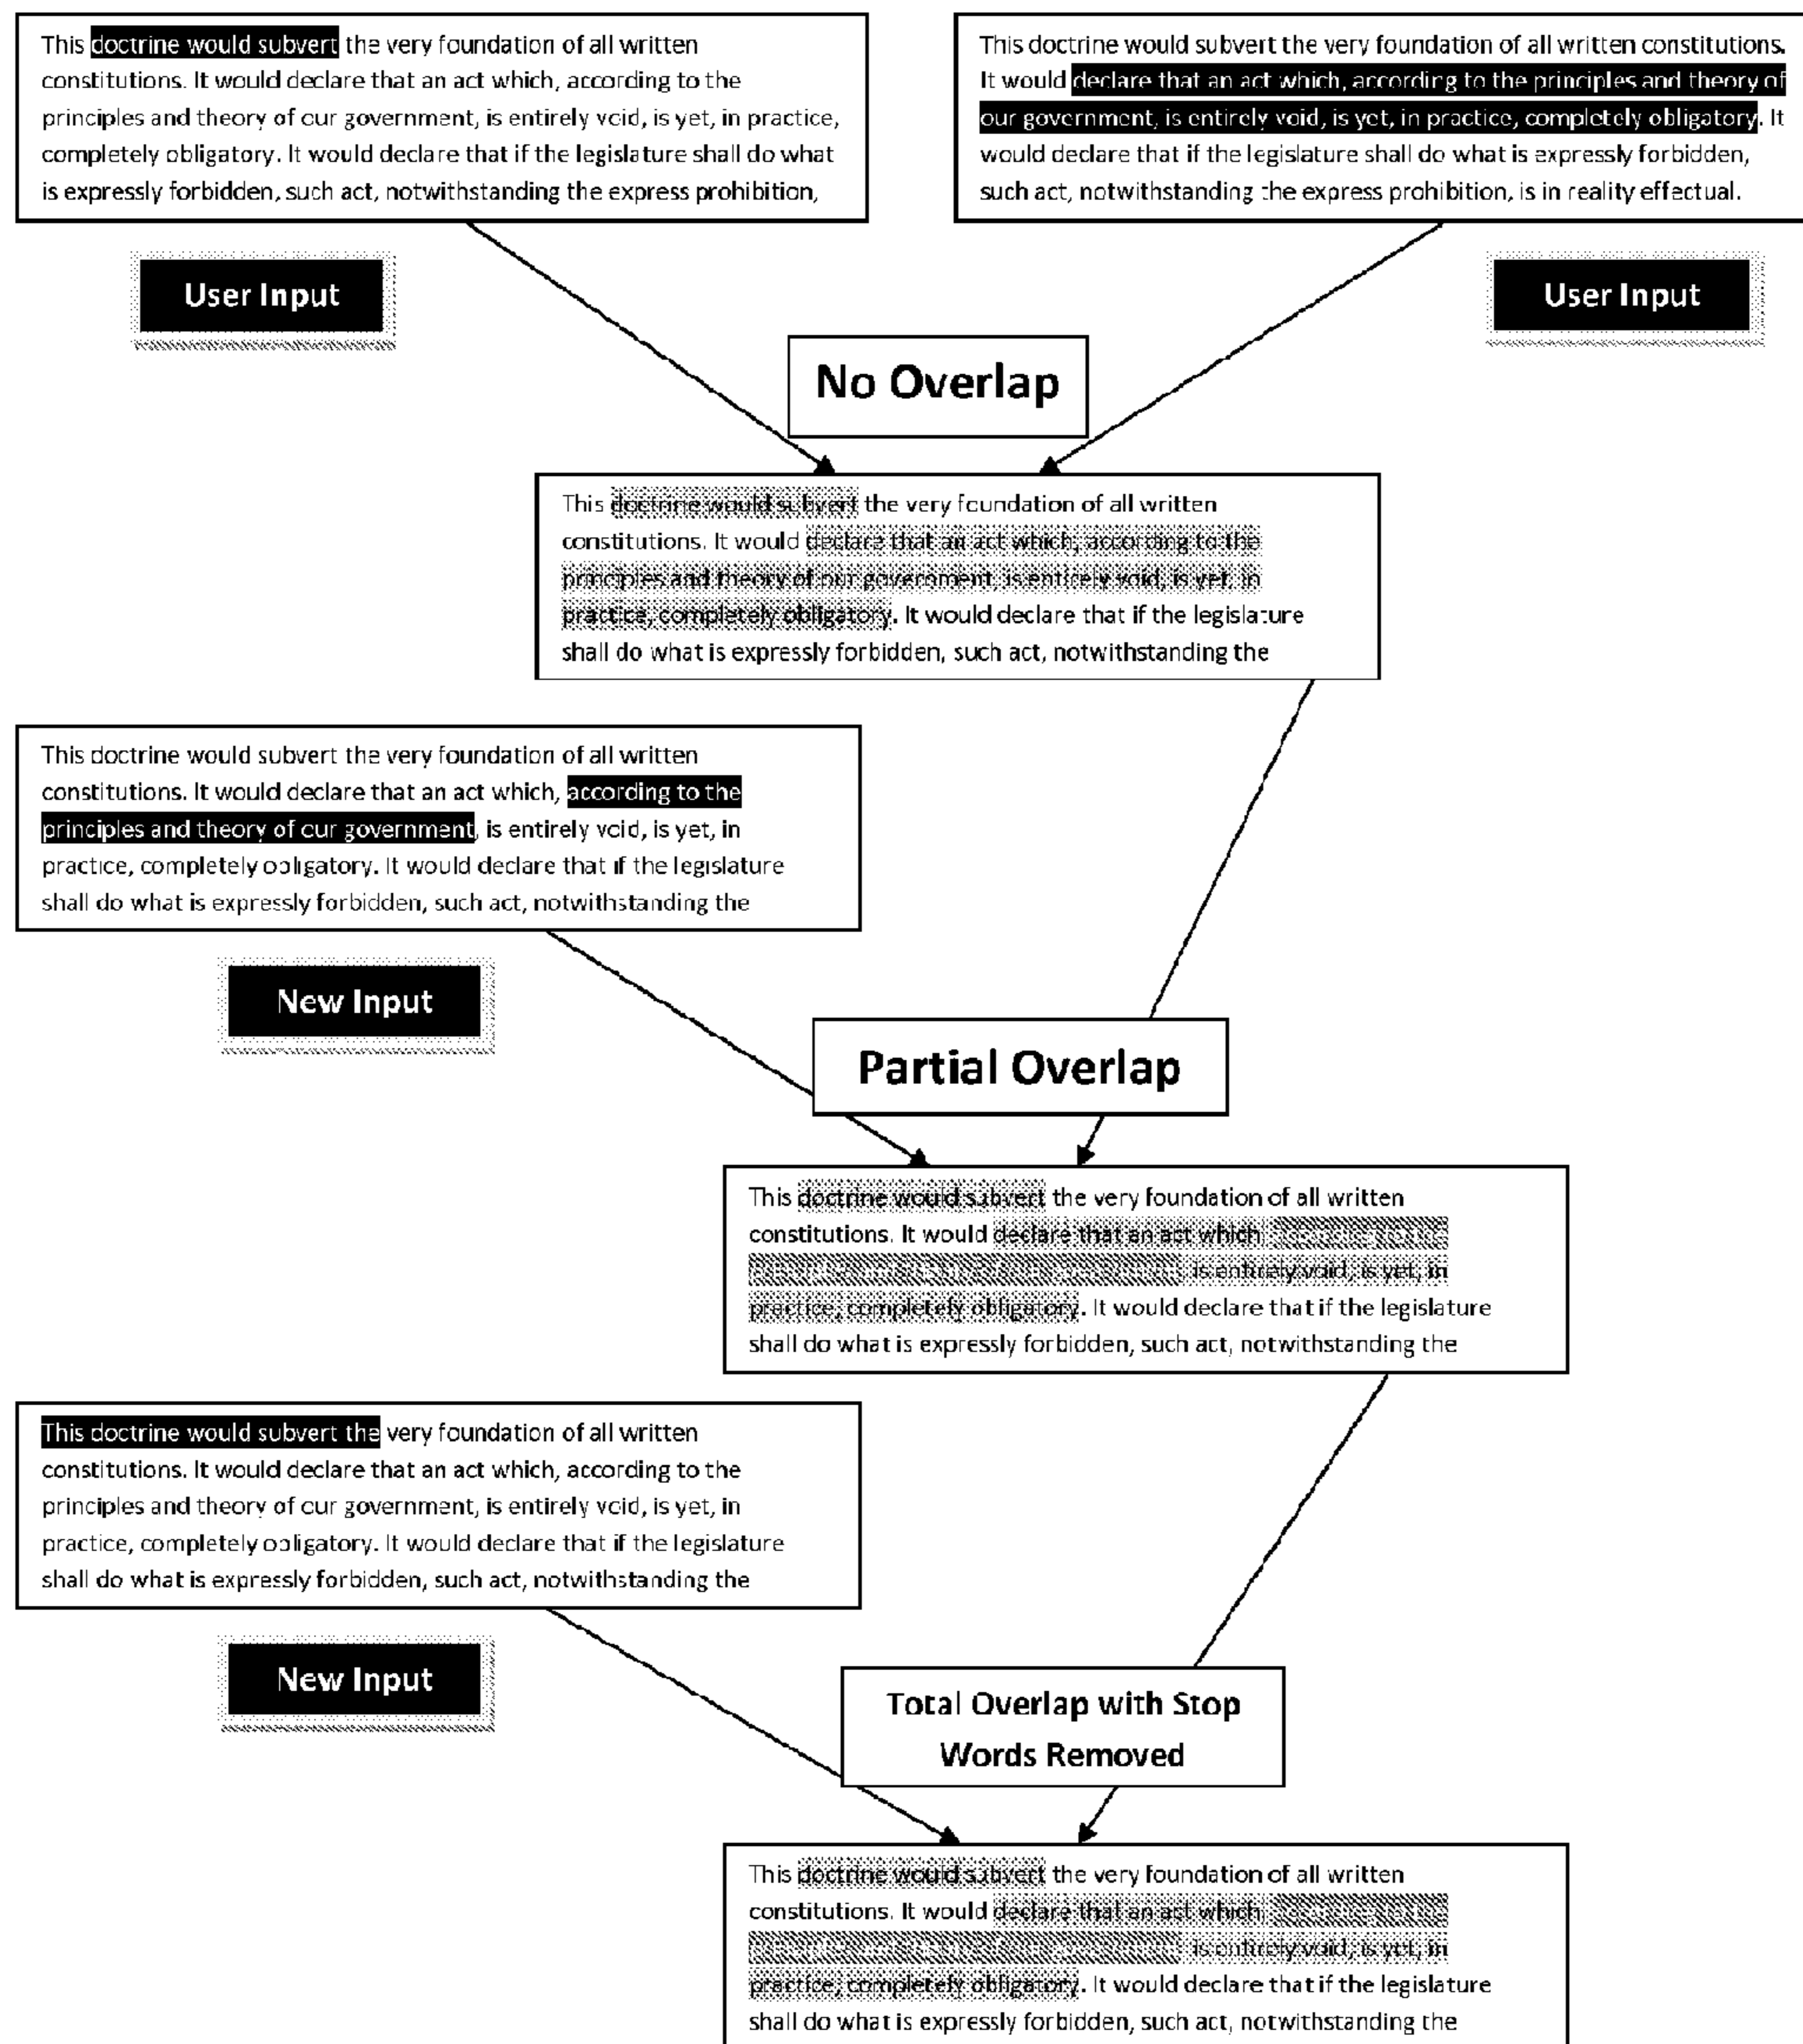 This doctrine would subvert the very foundation of all written
constitutions. It would declare that an act which, according to the
principles and theory of our government, is entirely void, is yet, in practice,
completely obligatory. It would declare that if the legislature shall do what
is expressly forbidden, such act, notwithstanding the express prohibition,
User Input
This doctrine would subvert the very foundation of all written constitutions.
It would declare that an act which, according to the principles and theory of
our government, is entirely void, is yet, in practice, completely obligatory. It
would declare that if the legislature shall do what is expressly forbidden,
such act, notwithstanding the express prohibition, is in reality effectual.
User Input
No Overlap
This doctrine would subvert the very foundation of all written
constitutions. It would declare that an act which, according to the
principles and theory of our government, is entirely void, is yet, in
practice, completely obligatory. It would declare that if the legislature
shall do what is expressly forbidden, such act, notwithstanding the
This doctrine would subvert the very foundation of all written
constitutions. It would declare that an act which, according to the
principles and theory of our government, is entirely void, is yet, in
practice, completely obligatory. It would declare that if the legislature
shall do what is expressly forbidden, such act, notwithstanding the
New Input
Partial Overlap
This doctrine would subvert the very foundation of all written
constitutions. It would declare that an act which
is entirely void, is yet, in
practice, completely obligatory. It would declare that if the legislature
shall do what is expressly forbidden, such act, notwithstanding the
This doctrine would subvert the very foundation of all written
constitutions. It would declare that an act which, according to the
principles and theory of our government, is entirely void, is yet, in
practice, completely obligatory. It would declare that if the legislature
shall do what is expressly forbidden, such act, notwithstanding the
New Input
Total Overlap with Stop
Words Removed
This doctrine would subvert the very foundation of all written
constitutions. It would declare that an act which
is entirely void, is yet, in
practice, completely obligatory. It would declare that if the legislature
shall do what is expressly forbidden, such act, notwithstanding the